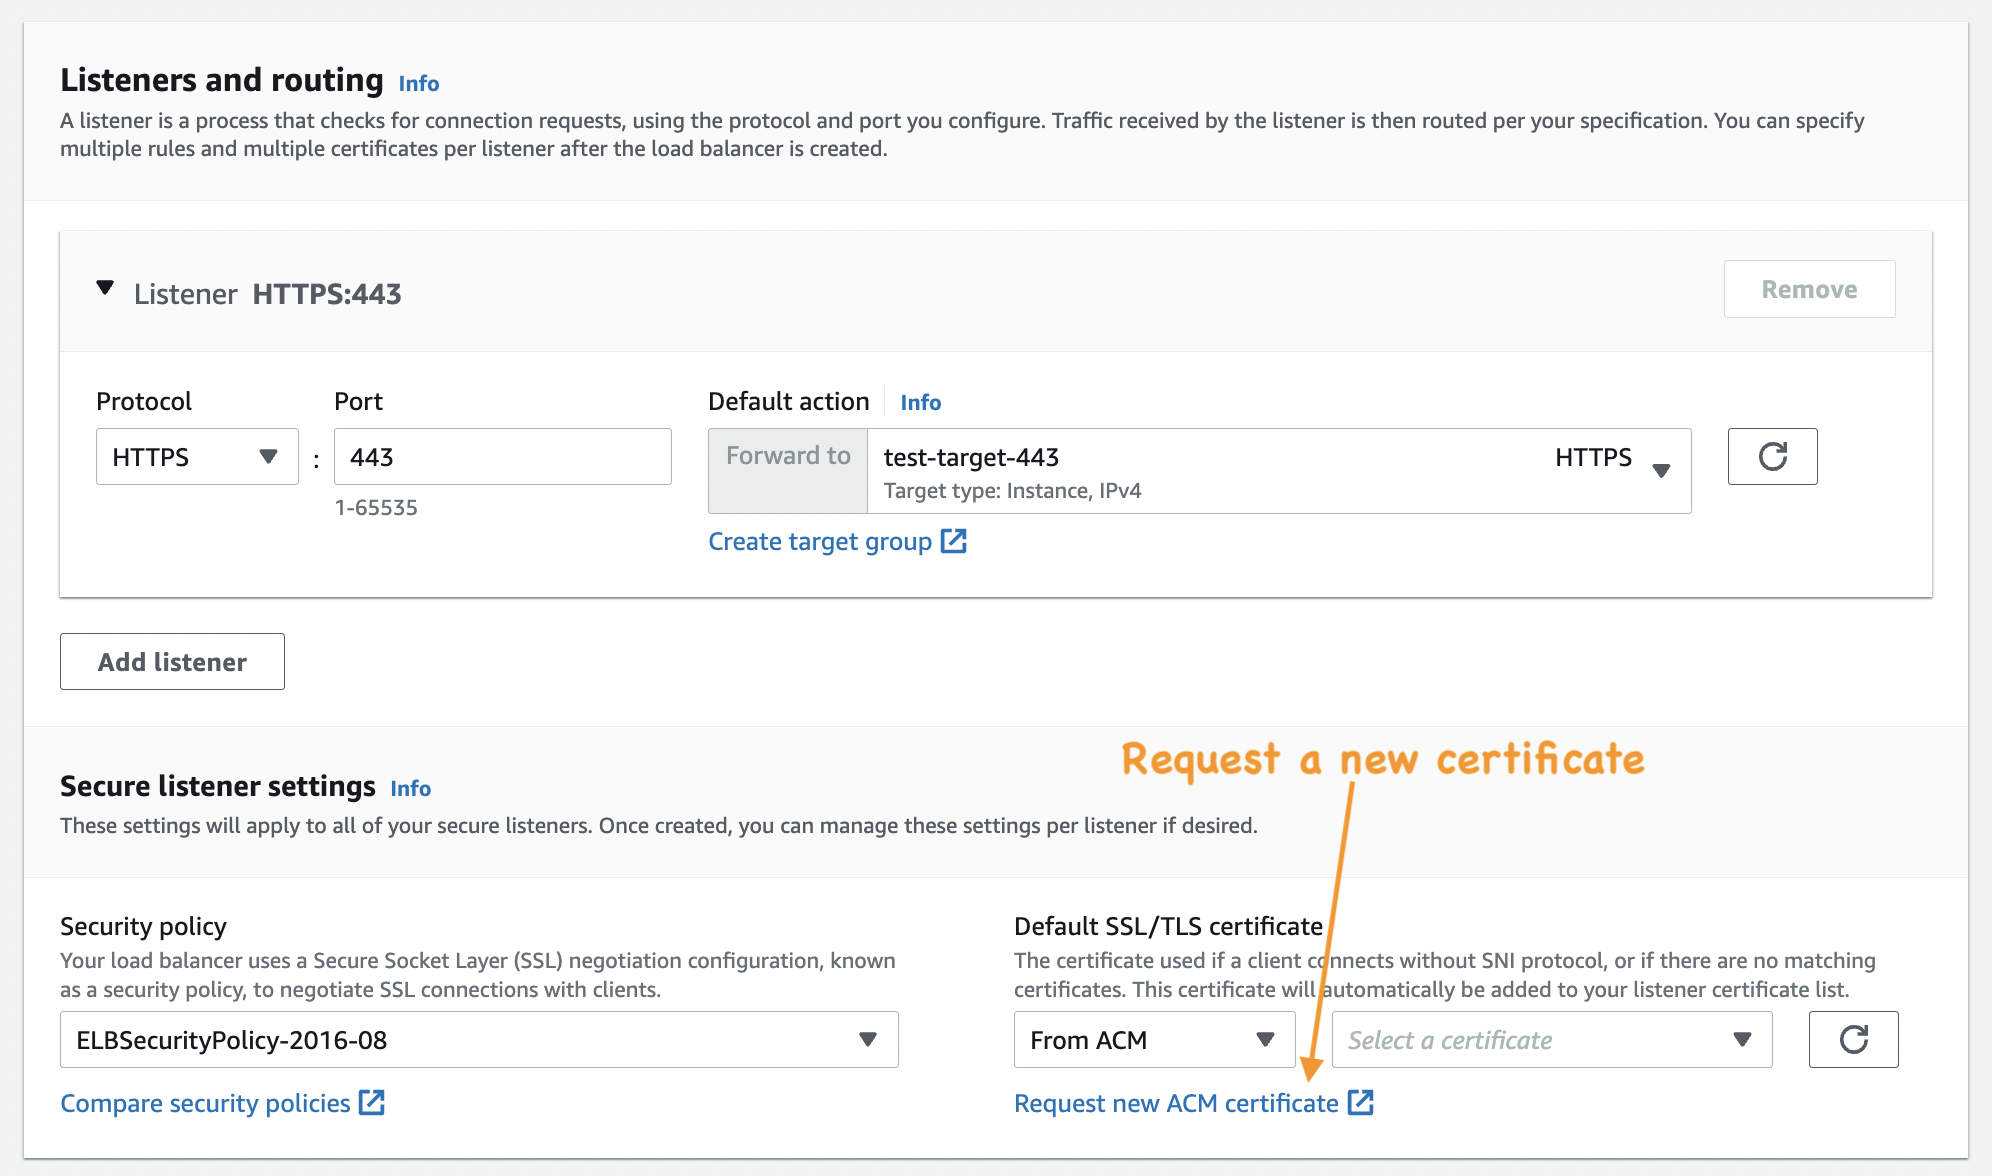 Listeners and routing Info
A listener is a process that checks for connection requests, using the protocol and port you configure. Traffic received by the listener is then routed per your specification. You can specify
multiple rules and multiple certificates per listener after the load balancer is created.
Listener HTTPS:443
Remove
Protocol
Port
Default action
Info
HTTPS
:
443
1-65535
Forward to
test-target-443
HTTPS
Target type: Instance, IPv4
Create target group
Add listener
Request a new certificate
Secure listener settings Info
These settings will apply to all of your secure listeners. Once created, you can manage these settings per listener if desired.
Security policy
Your load balancer uses a Secure Socket Layer (SSL) negotiation configuration, known
as a security policy, to negotiate SSL connections with clients.
ELBSecurityPolicy-2016-08
Compare security policies
Default SSL/TLS certificate
The certificate used if a client connects without SNI protocol, or if there are no matching
certificates. This certificate will automatically be added to your listener certificate list.
From ACM
Select a certificate
Request new ACM certificate